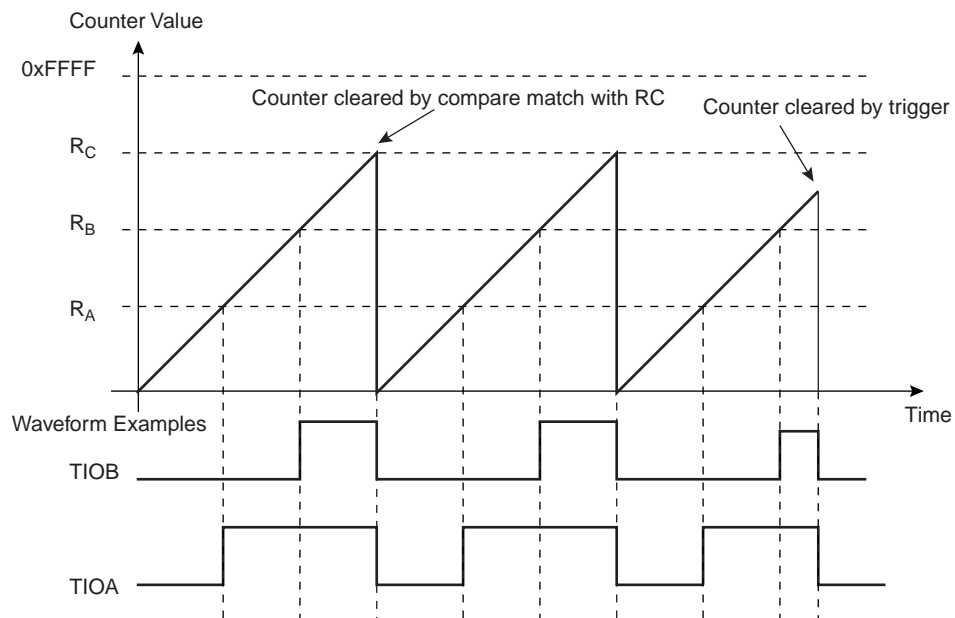 Counter Value
0xFFFF
Counter cleared by compare match with RC
Counter cleared by trigger
RC
RB
RA
Time
Waveform Examples
TIOB
TIOA